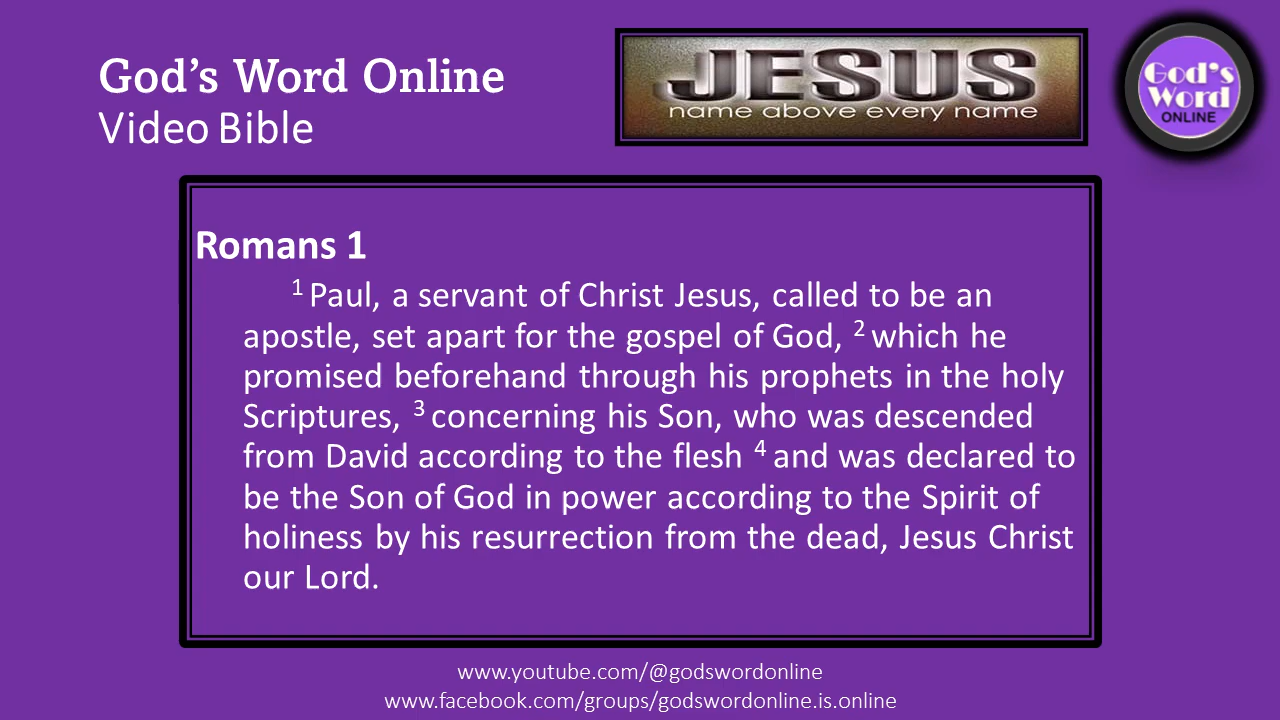 God's Word Online
Video Bible
JESUS
name above every name
God's
Word
ONLINE
Romans 1
1 Paul, a servant of Christ Jesus, called to be an
apostle, set apart for the gospel of God, 2 which he
promised beforehand through his prophets in the holy
Scriptures, 3 concerning his Son, who was descended
from David according to the flesh 4 and was declared to
be the Son of God in power according to the Spirit of
holiness by his resurrection from the dead, Jesus Christ
our Lord.
www.youtube.com/@godswordonline
www.facebook.com/groups/godswordonline.is.online